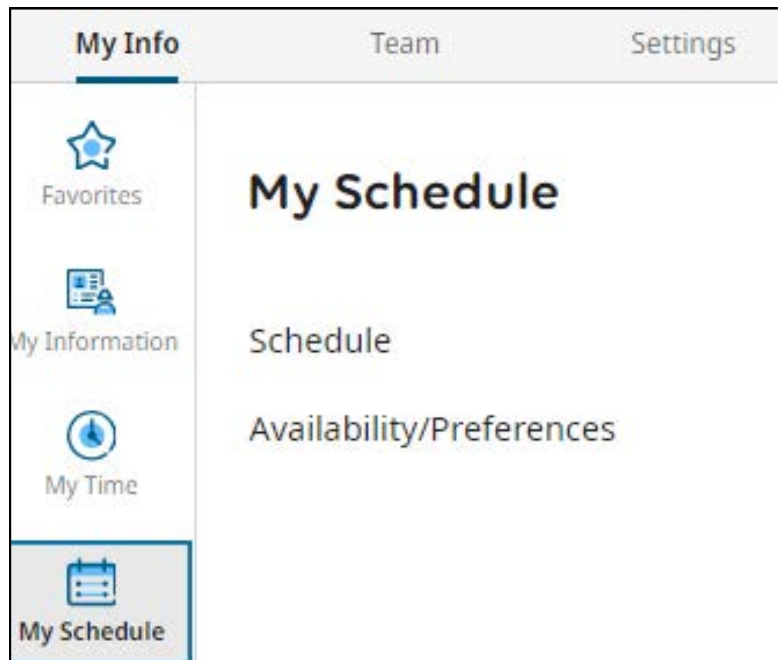 My Info
Team
Settings
Favorites
My Information
My Time
My Schedule
My Schedule
Schedule
Availability/Preferences